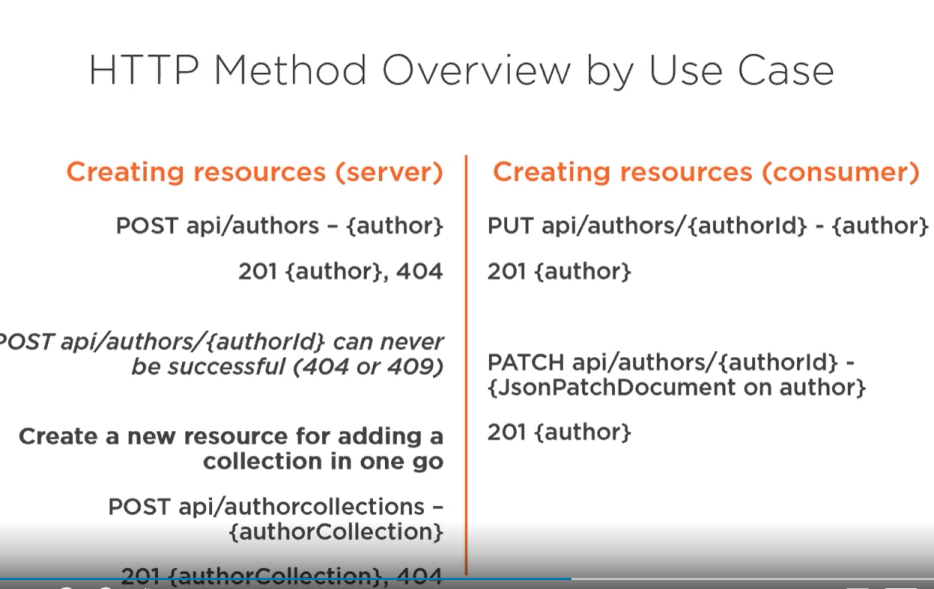 HTTP Method Overview by Use Case
Creating resources (server)
POST api/authors – {author}
201 {author}, 404
POST api/authors/{authorId} can never
be successful (404 or 409)
Create a new resource for adding a
collection in one go
POST api/authorcollections –
{authorCollection}
201 {authorCollection}, 404
Creating resources (consumer)
PUT api/authors/{authorId} - {author}
201 {author}
PATCH api/authors/{authorId} -
{JsonPatchDocument on author}
201 {author}